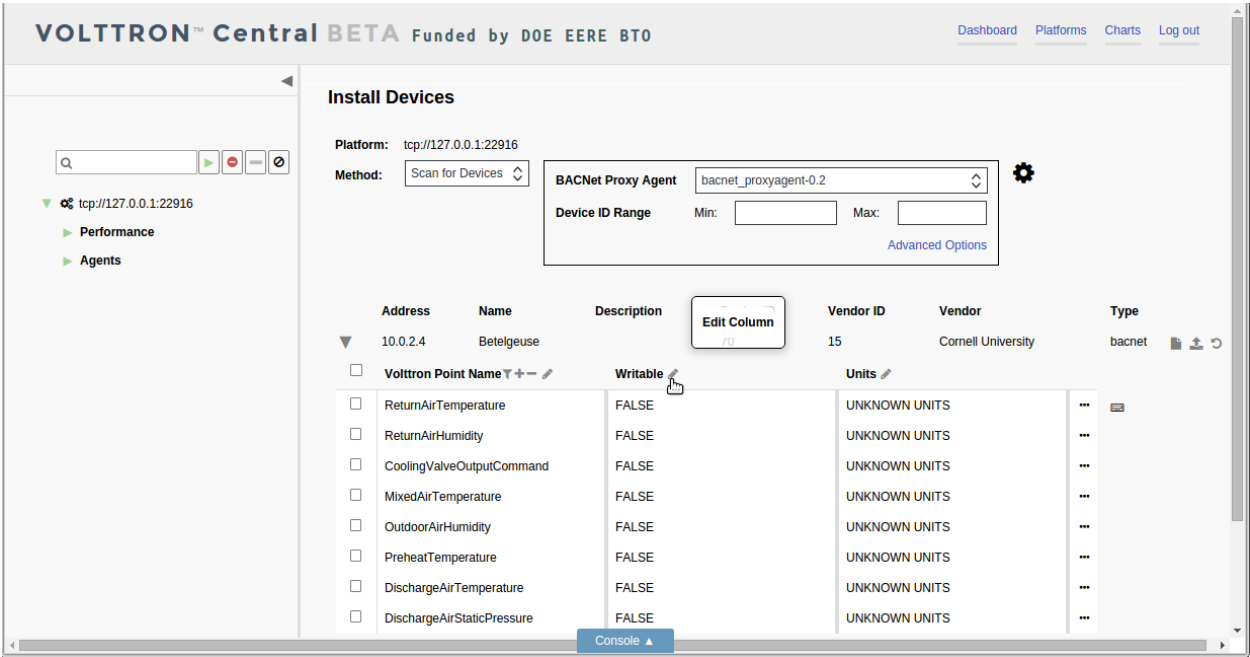 VOLTTRON™ Central BETA Funded by DOE EERE BTO
Dashboard Platforms Charts Log out
Install Devices
Platform: tcp://127.0.0.1:22916
Method: Scan for Devices
BACNet Proxy Agent bacnet_proxyagent-0.2
Device ID Range Min: Max:
Advanced Options
tcp://127.0.0.1:22916
Performance
Agents
Address Name Description Vendor ID Vendor Type
Edit Column
10.0.2.4 Betelgeuse 70 15 Cornell University bacnet
Volttron Point Name Writable Units
ReturnAirTemperature FALSE UNKNOWN UNITS
ReturnAirHumidity FALSE UNKNOWN UNITS
CoolingValveOutputCommand FALSE UNKNOWN UNITS
MixedAirTemperature FALSE UNKNOWN UNITS
OutdoorAirHumidity FALSE UNKNOWN UNITS
PreheatTemperature FALSE UNKNOWN UNITS
DischargeAirTemperature FALSE UNKNOWN UNITS
DischargeAirStaticPressure FALSE UNKNOWN UNITS
Console ▲